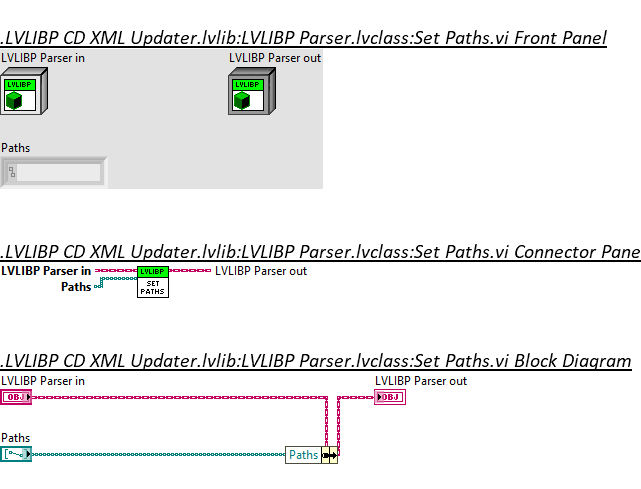 .LVLIBP CD XML Updater.lvlib:LVLIBP Parser.lvclass:Set Paths.vi Front Panel
LVLIBP Parser in
LVLIBP Parser out
LVLIBP
LVLIBP
Paths
.LVLIBP CD XML Updater.lvlib:LVLIBP Parser.lvclass:Set Paths.vi Connector Pane
LVLIBP Parser in
LVLIBP
LVLIBP Parser out
Paths
SET
PATHS
.LVLIBP CD XML Updater.lvlib:LVLIBP Parser.lvclass:Set Paths.vi Block Diagram
LVLIBP Parser in
LVLIBP Parser out
OBJ
OBJ
Paths
Paths